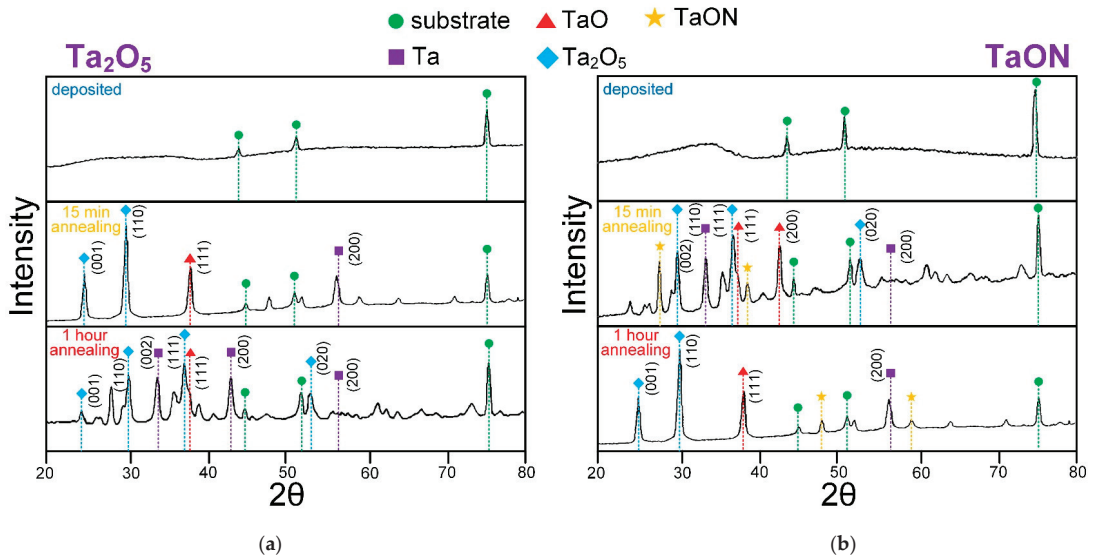 substrate
TaO
TaON
Ta
Ta₂O₅
Ta₂O₅
TaON
deposited
15 min
annealing
(001)
(110)
(111)
(200)
1 hour
annealing
(001)
(110)
(002)
(111)
(111)
(200)
(020)
(200)
Intensity
20 30 40 50 60 70 80
2θ
(a)
deposited
15 min
annealing
(002)
(110)
(111)
(111)
(200)
(020)
(200)
1 hour
annealing
(001)
(110)
(111)
(200)
Intensity
20 30 40 50 60 70 80
2θ
(b)